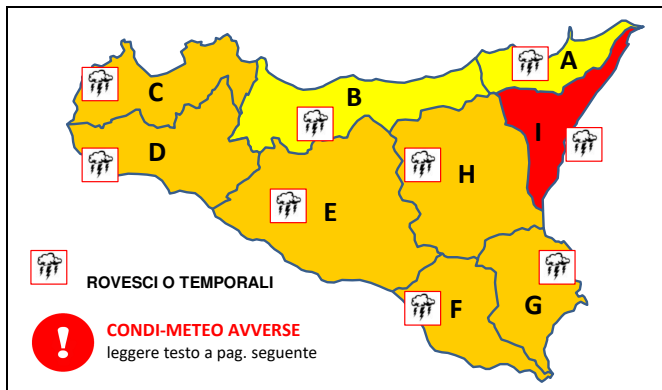 A
C
B
I
D
H
E
F
G
ROVESCI O TEMPORALI
!
CONDI-METEO AVVERSE
leggere testo a pag. seguente